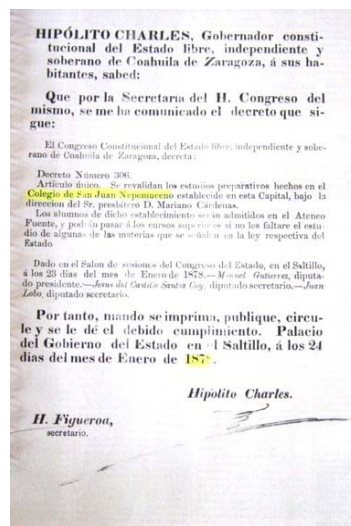 HIPÓLITO CHARLES, Gobernador consti-
tucional del Estado libre, independiente y
soberano de Coahuila de Zaragoza, á sus ha-
bitantes, sabed:
Que por la Secretaría del H. Congreso del
mismo, se me ha comunicado el decreto que si-
gue:
El Congreso Constitucional del Estado libre, independiente y sobe-
rano de Coahuila de Zaragoza, decreta:
Decreto Número 306.
Artículo único. Se revalidan los estudios preparativos hechos en el
Colegio de San Juan Nepomuceno establecido en esta Capital, bajo la
direccion del Sr. presbítero D. Mariano Cárdenas.
Los alumnos de dicho establecimiento serán admitidos en el Ateneo
Fuente, y podrán pasar á los cursos superiores si no les faltare el estu-
dio de algunas de las materias que se señalan en la ley respectiva del
Estado
Dado en el Salon de sesiones del Congreso del Estado, en el Saltillo,
á los 23 dias del mes de Enero de 1878.—Miguel Gutierrez, diputa-
do presidente.—Jesus del Castillo Santos Coy, diputado secretario.—Juan
Lobo, diputado secretario.
Por tanto, mando se imprima, publique, circu-
le y se le dé el debido cumplimiento. Palacio
del Gobierno del Estado en el Saltillo, á los 24
dias del mes de Enero de 1878.
Hipólito Charles.
H. Figueroa,
secretario.